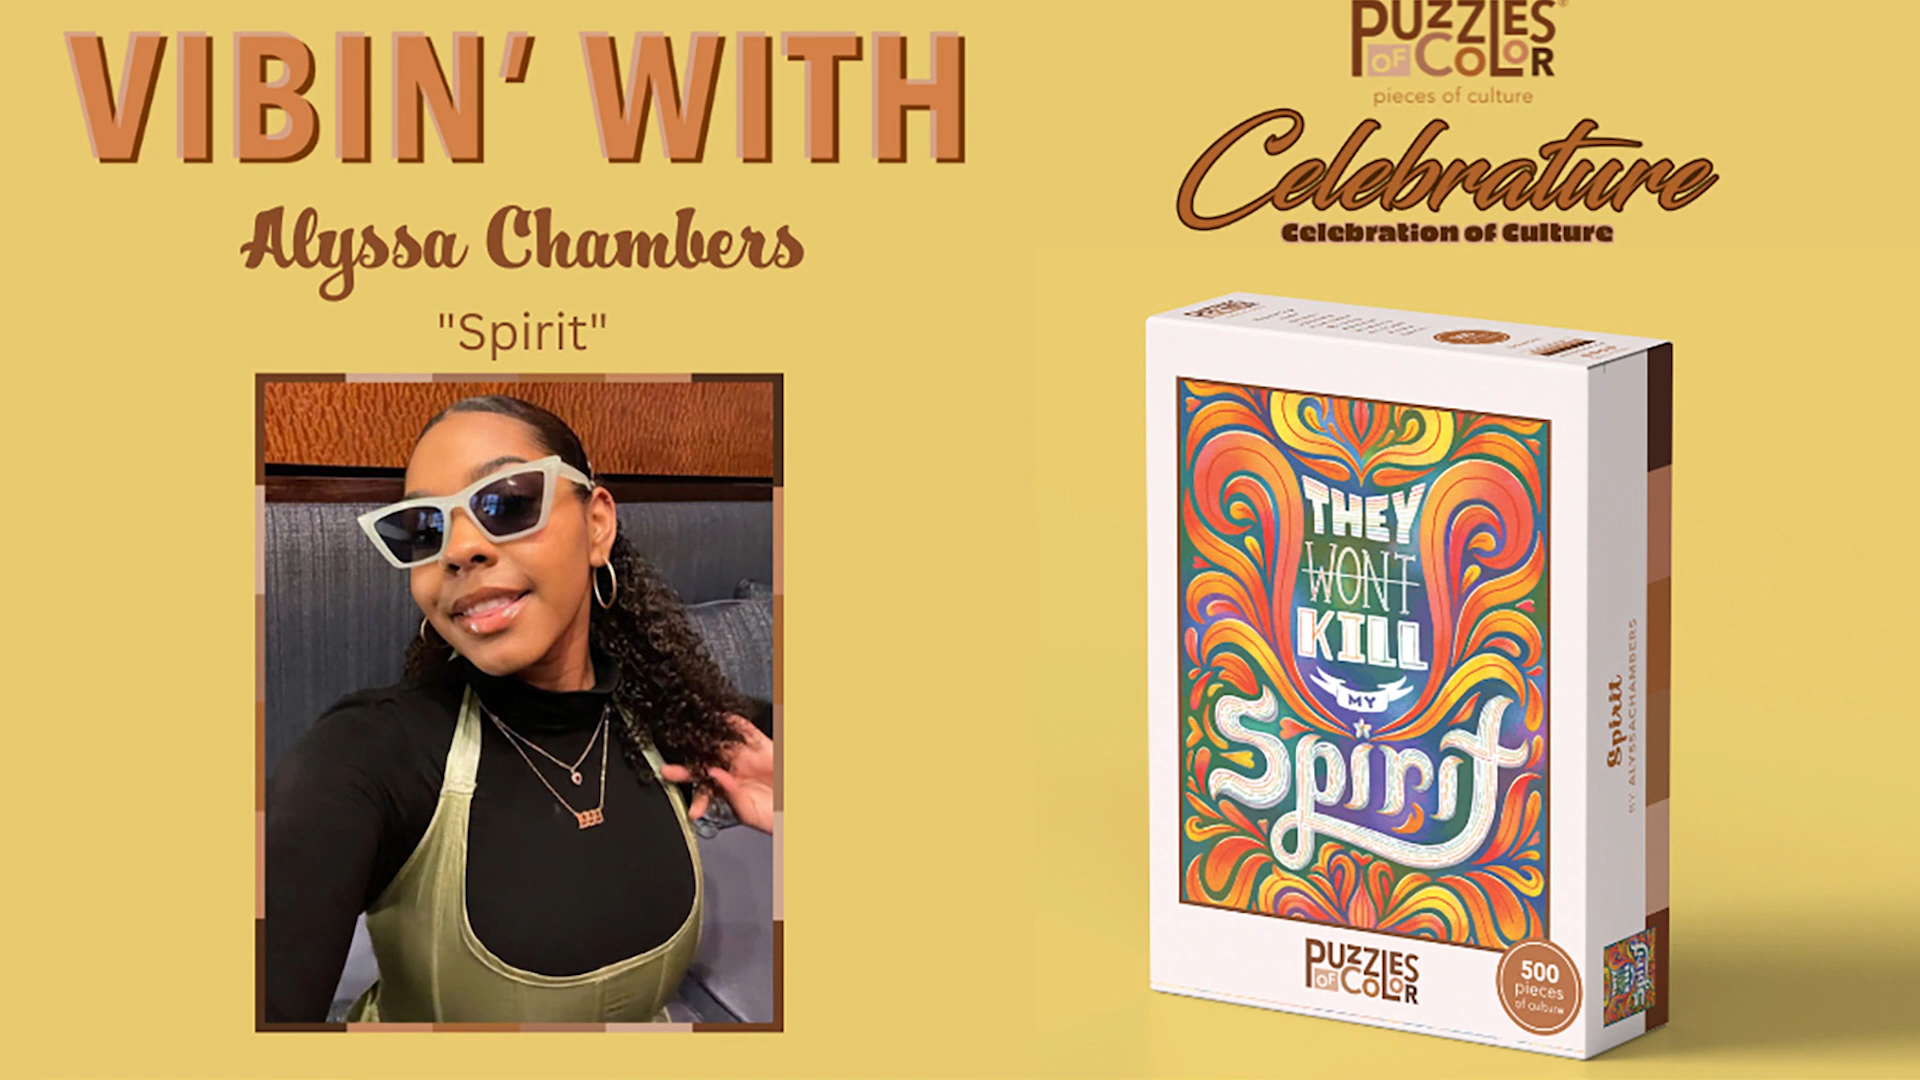 VIBIN' WITH
Alyssa Chambers
"Spirit"
PUZZLES
OF COLOR
pieces of culture
Celebrature
Celebration of Culture
THEY
WONT
KILL
MY
Spirit
PUZZLES
OF COLOR
500
pieces
of culture
Spirit
BY ALYSSACHAMBERS